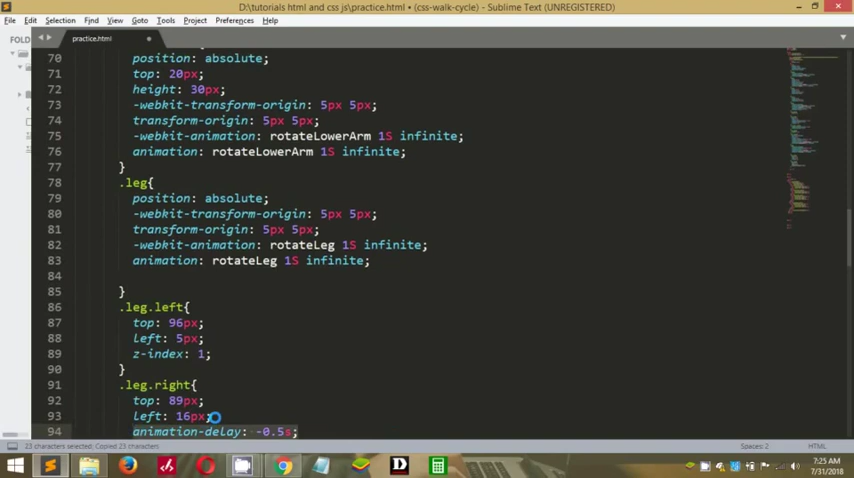 D:\tutorials html and css js\practice.html • (css-walk-cycle) - Sublime Text (UNREGISTERED)
File Edit Selection Find View Goto Tools Project Preferences Help
FOLD
practice.html
70 position: absolute;
71 top: 20px;
72 height: 30px;
73 -webkit-transform-origin: 5px 5px;
74 transform-origin: 5px 5px;
75 -webkit-animation: rotateLowerArm 1S infinite;
76 animation: rotateLowerArm 1S infinite;
77 }
78 .leg{
79 position: absolute;
80 -webkit-transform-origin: 5px 5px;
81 transform-origin: 5px 5px;
82 -webkit-animation: rotateLeg 1S infinite;
83 animation: rotateLeg 1S infinite;
84
85 }
86 .leg.left{
87 top: 96px;
88 left: 5px;
89 z-index: 1;
90 }
91 .leg.right{
92 top: 89px;
93 left: 16px;
94 animation-delay: -0.5s;
23 characters selected: Copied 23 characters
Spaces: 2
HTML
7:25 AM
7/31/2018